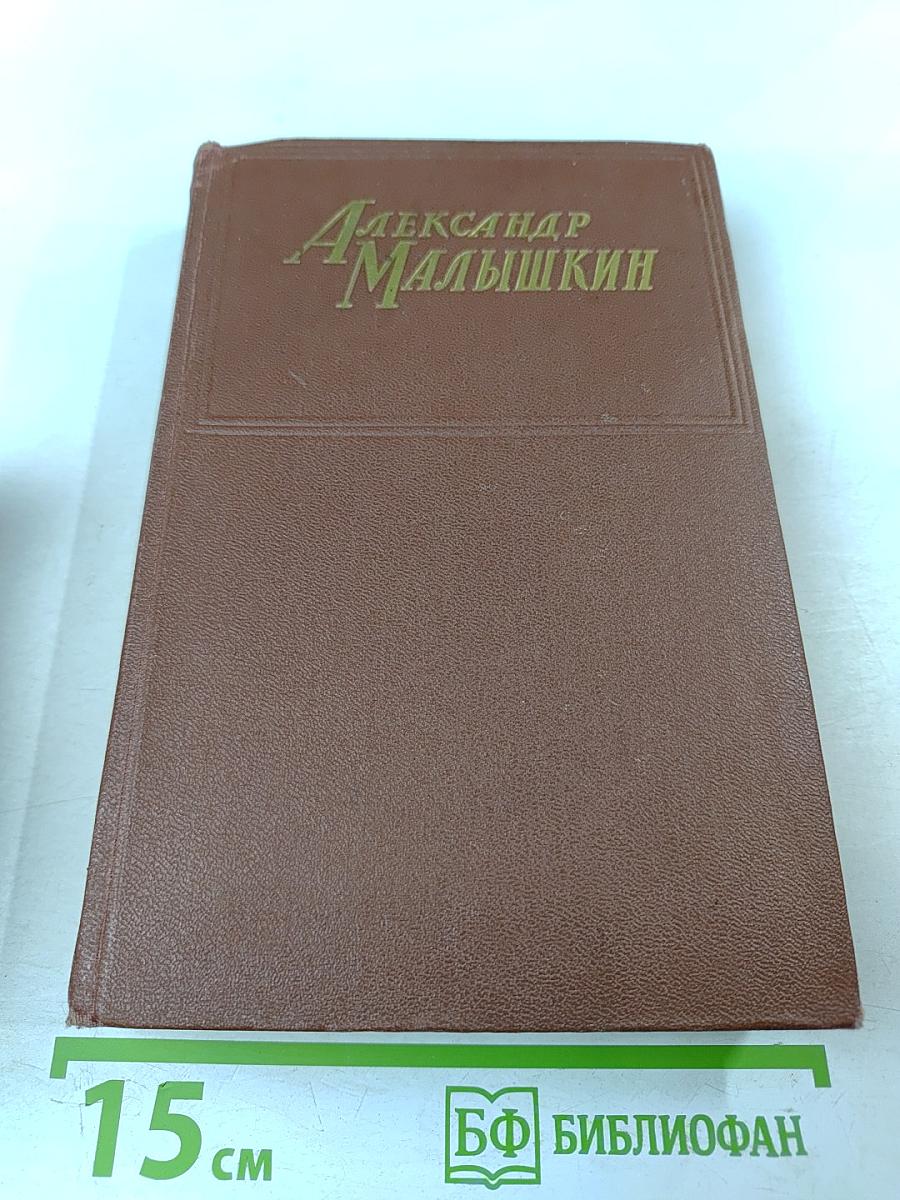 Александр
Малышкин
15 см
БФ БИБЛИОФАН